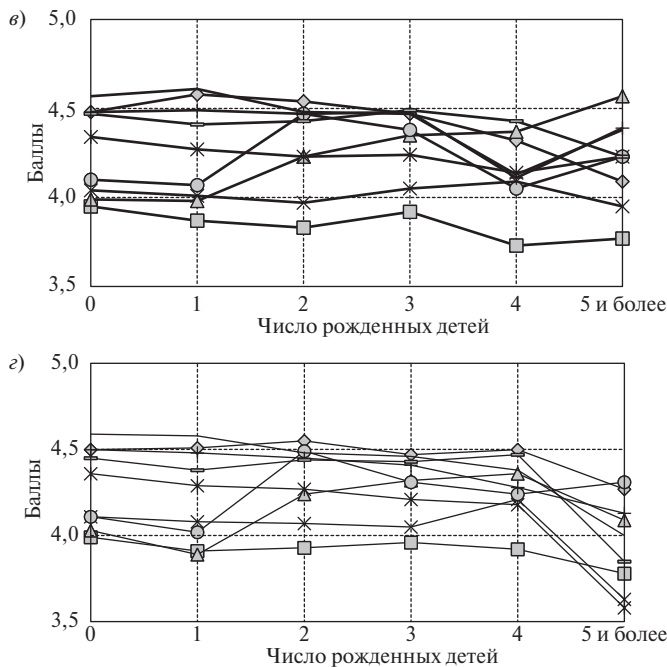 в)
5,0
4,5
4,0
3,5
Баллы
0 1 2 3 4 5 и более
Число рожденных детей
г)
5,0
4,5
4,0
3,5
Баллы
0 1 2 3 4 5 и более
Число рожденных детей